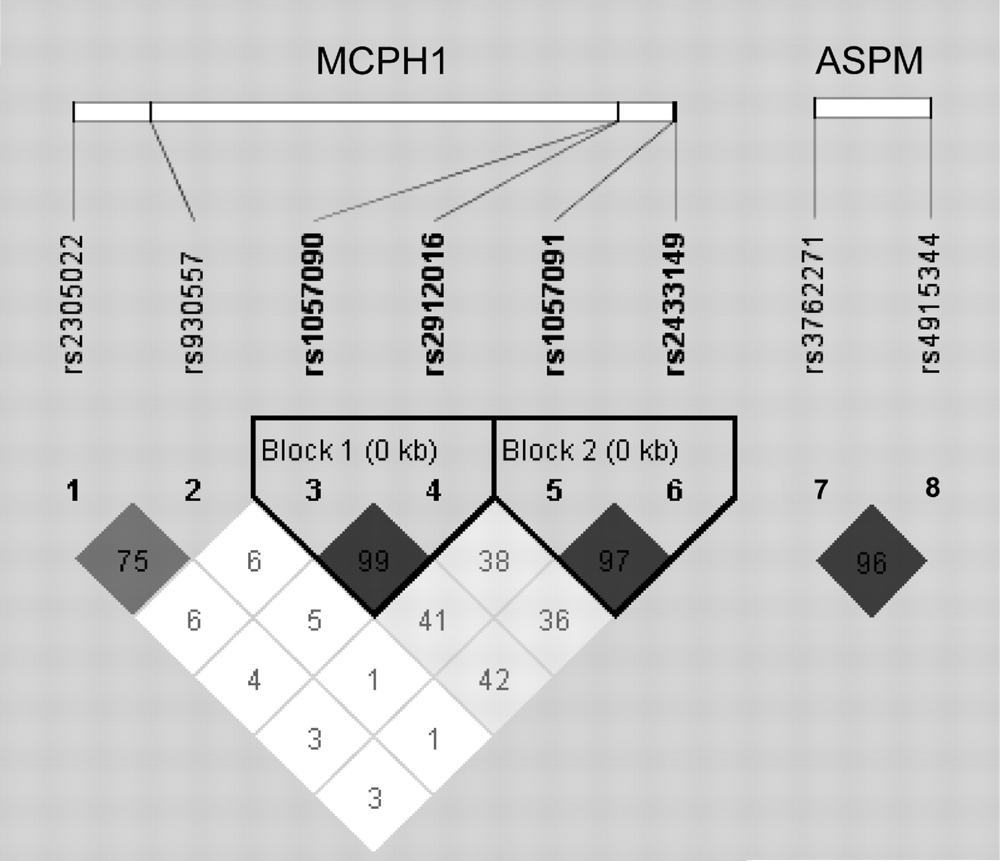 MCPH1 ASPM
rs2305022 rs930557 rs1057090 rs2912016 rs1057091 rs2433149 rs3762271 rs4915344
Block 1 (0 kb) Block 2 (0 kb)
1 2 3 4 5 6 7 8
75 6 99 38 97 96
6 5 41 36
4 1 42
3 1
3